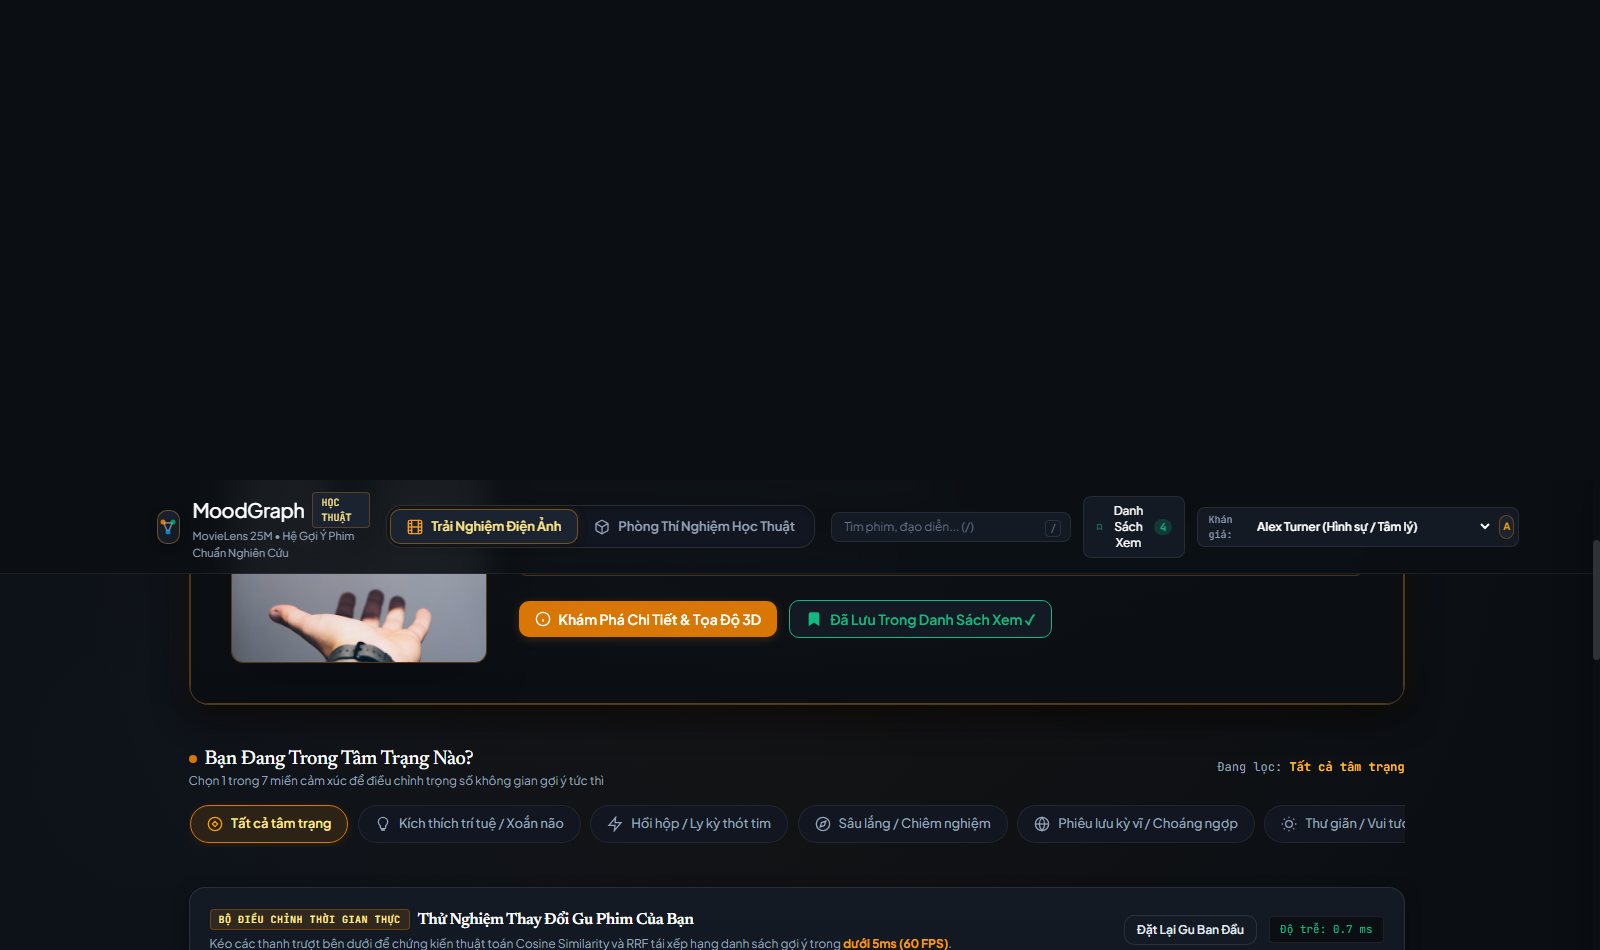 MoodGraph
HỌC
THUẬT
MovieLens 25M • Hệ Gợi Ý Phim
Chuẩn Nghiên Cứu
Trải Nghiệm Điện Ảnh
Phòng Thí Nghiệm Học Thuật
Tìm phim, đạo diễn... (/)
/
Danh
Sách
Xem
4
Khán
giả:
Alex Turner (Hình sự / Tâm lý)
A
Khám Phá Chi Tiết & Tọa Độ 3D
Đã Lưu Trong Danh Sách Xem ✓
Bạn Đang Trong Tâm Trạng Nào?
Chọn 1 trong 7 miền cảm xúc để điều chỉnh trọng số không gian gợi ý tức thì
Đang lọc: Tất cả tâm trạng
Tất cả tâm trạng
Kích thích trí tuệ / Xoắn não
Hồi hộp / Ly kỳ thót tim
Sâu lắng / Chiêm nghiệm
Phiêu lưu kỳ vĩ / Choáng ngợp
Thư giãn / Vui
BỘ ĐIỀU CHỈNH THỜI GIAN THỰC
Thử Nghiệm Thay Đổi Gu Phim Của Bạn
Kéo các thanh trượt bên dưới để chứng kiến thuật toán Cosine Similarity và RRF tái xếp hạng danh sách gợi ý trong dưới 5ms (60 FPS).
Đặt Lại Gu Ban Đầu
Độ trễ: 0.7 ms